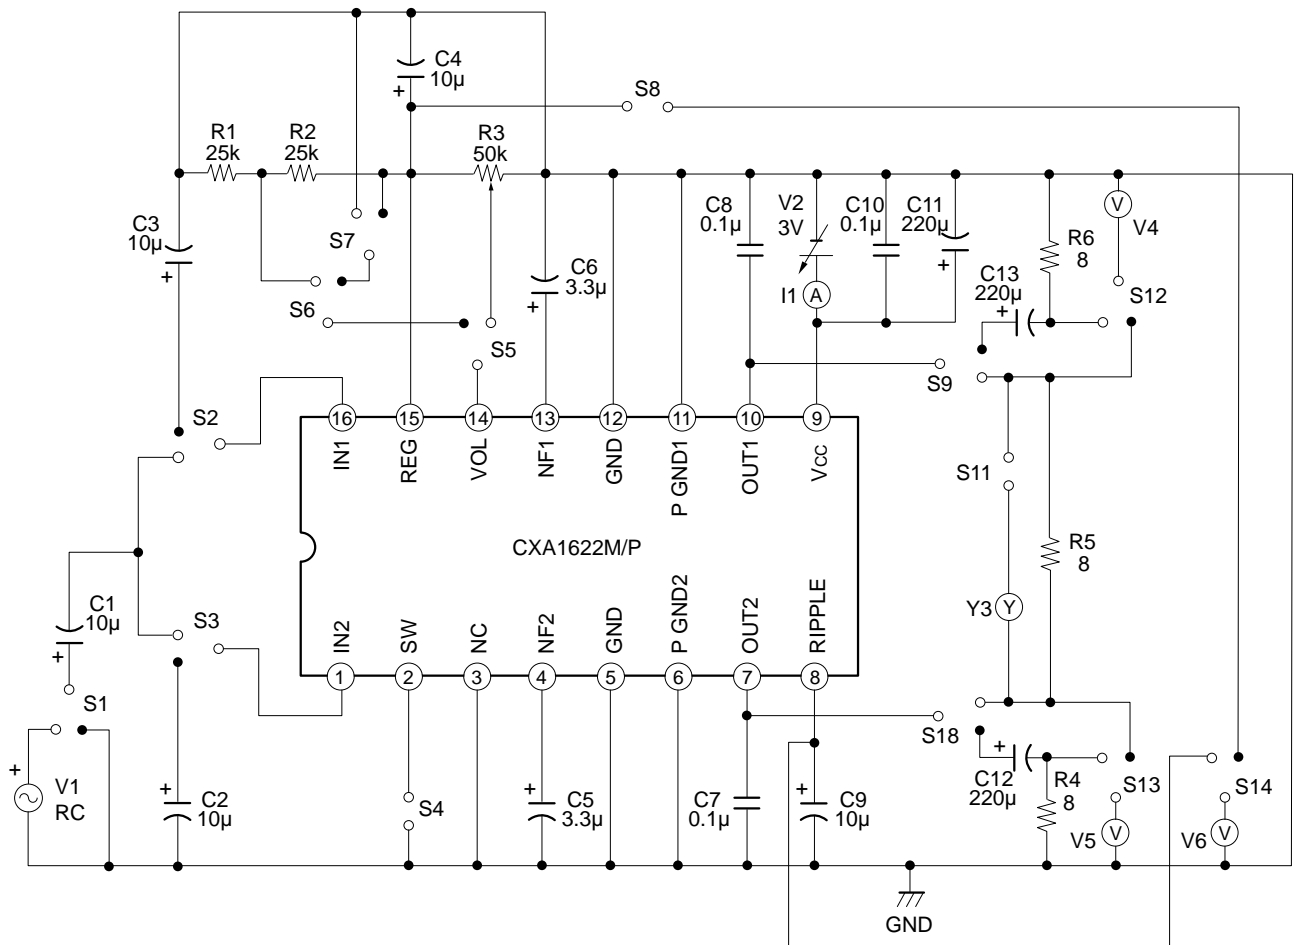 C4
10µ
S8
R1
25k
R2
25k
R3
50k
C3
10µ
+
+
S7
S6
S5
C6
3.3µ
+
C8
0.1µ
V2
3V
I1
A
C10
0.1µ
C11
220µ
+
R6
8
V
V4
C13
220µ
+
S12
S9
S2
16
15
14
13
12
11
10
9
IN1
REG
VOL
NF1
GND
P GND1
OUT1
VCC
S11
CXA1622M/P
R5
8
Y3
Y
C1
10µ
+
S3
IN2
SW
NC
NF2
GND
P GND2
OUT2
RIPPLE
1
2
3
4
5
6
7
8
S1
S18
+
C12
220µ
R4
8
S13
S14
+
V1
RC
+
C2
10µ
S4
+
C5
3.3µ
C7
0.1µ
+
C9
10µ
V5
V
V6
V
GND